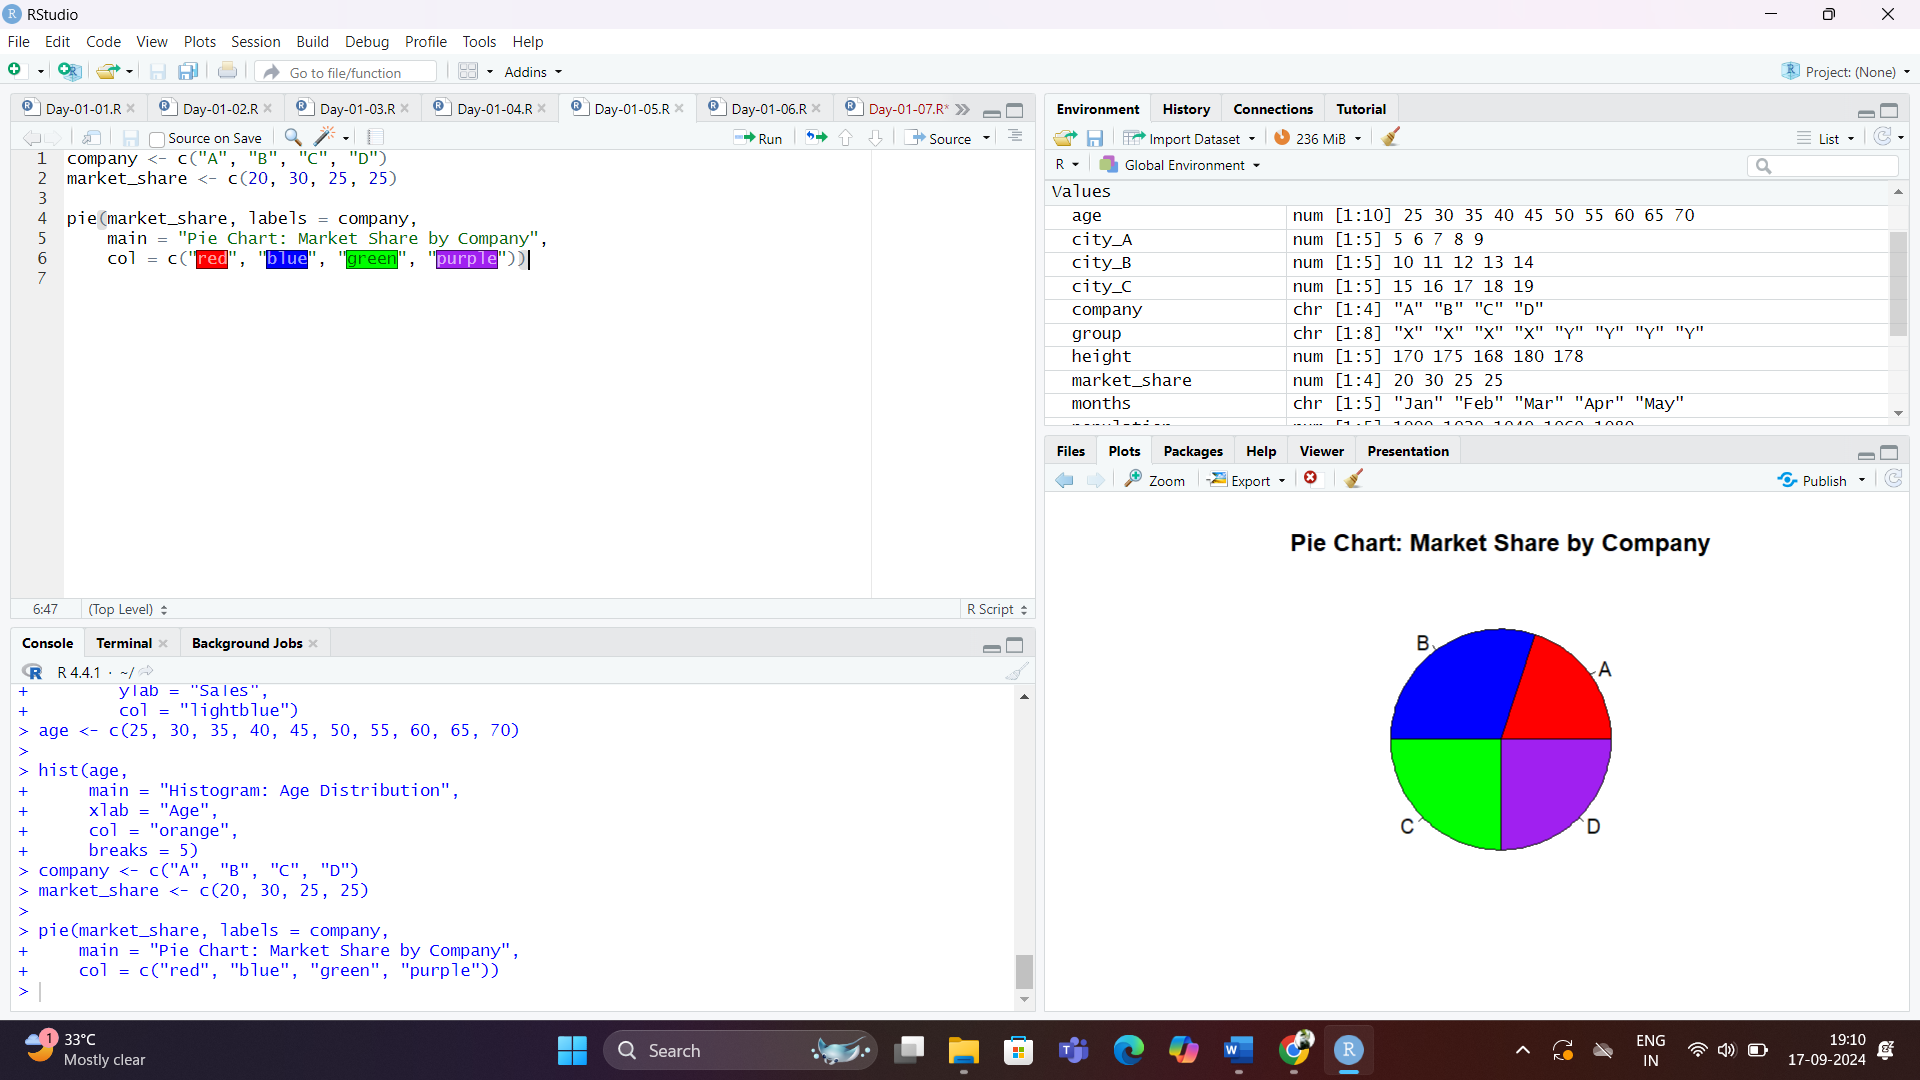 RStudio
File Edit Code View Plots Session Build Debug Profile Tools Help
Go to file/function Addins Project: (None)
Day-01-01.R Day-01-02.R Day-01-03.R Day-01-04.R Day-01-05.R Day-01-06.R Day-01-07.R*
Source on Save Run Source
1 company <- c("A", "B", "C", "D")
2 market_share <- c(20, 30, 25, 25)
3
4 pie(market_share, labels = company,
5 main = "Pie Chart: Market Share by Company",
6 col = c("red", "blue", "green", "purple"))
7
6:47 (Top Level) R Script
Console Terminal Background Jobs
R 4.4.1 · ~/
+ ylab = "Sales",
+ col = "lightblue")
> age <- c(25, 30, 35, 40, 45, 50, 55, 60, 65, 70)
>
> hist(age,
+ main = "Histogram: Age Distribution",
+ xlab = "Age",
+ col = "orange",
+ breaks = 5)
> company <- c("A", "B", "C", "D")
> market_share <- c(20, 30, 25, 25)
>
> pie(market_share, labels = company,
+ main = "Pie Chart: Market Share by Company",
+ col = c("red", "blue", "green", "purple"))
>
Environment History Connections Tutorial
Import Dataset 236 MiB List
R Global Environment
Values
age num [1:10] 25 30 35 40 45 50 55 60 65 70
city_A num [1:5] 5 6 7 8 9
city_B num [1:5] 10 11 12 13 14
city_C num [1:5] 15 16 17 18 19
company chr [1:4] "A" "B" "C" "D"
group chr [1:8] "X" "X" "X" "X" "Y" "Y" "Y" "Y"
height num [1:5] 170 175 168 180 178
market_share num [1:4] 20 30 25 25
months chr [1:5] "Jan" "Feb" "Mar" "Apr" "May"
population num [1:5] 1000 1020 1040 1060 1080
Files Plots Packages Help Viewer Presentation
Zoom Export Publish
Pie Chart: Market Share by Company
B
A
C
D
1 33°C
Mostly clear
Search
ENG
IN
19:10
17-09-2024